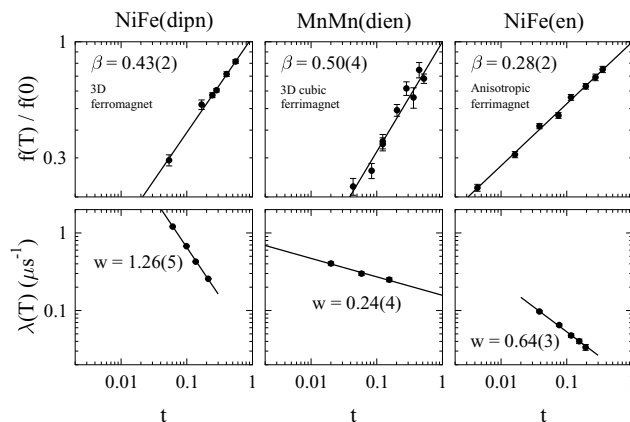 NiFe(dipn) MnMn(dien) NiFe(en)
1
β = 0.43(2) β = 0.50(4) β = 0.28(2)
3D 3D cubic Anisotropic
ferromagnet ferrimagnet ferrimagnet
f(T) / f(0)
0.3
1
w = 1.26(5) w = 0.24(4) w = 0.64(3)
λ(T) (μs⁻¹)
0.1
0.01 0.1 1 0.01 0.1 1 0.01 0.1 1
t t t